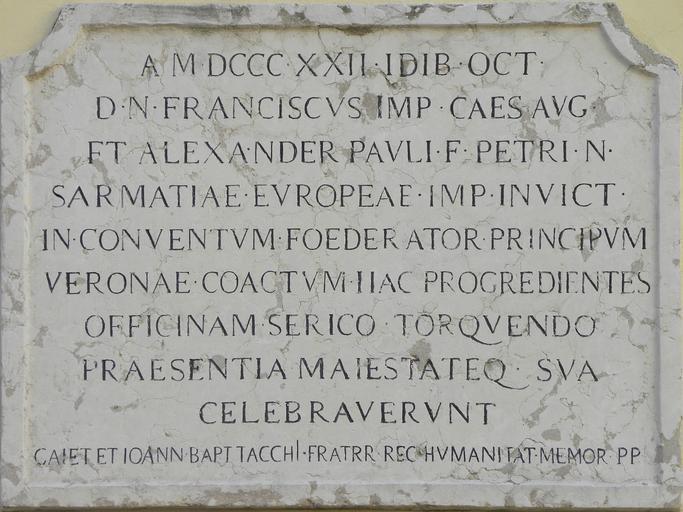 A M·DCCC·XXII·IDIB·OCT·
D·N·FRANCISCVS IMP·CAES·AVG·
ET ALEXANDER PAVLI·F·PETRI·N·
SARMATIAE·EVROPEAE·IMP·INVICT·
IN·CONVENTVM·FOEDERATOR·PRINCIPVM
VERONAE·COACTVM·HAC PROGREDIENTES
OFFICINAM·SERICO·TORQVENDO
PRAESENTIA MAIESTATEQ·SVA
CELEBRAVERVNT
CAIET ET IOANN·BAPT TACCHI·FRATRR REC·HVMANITAT·MEMOR PP